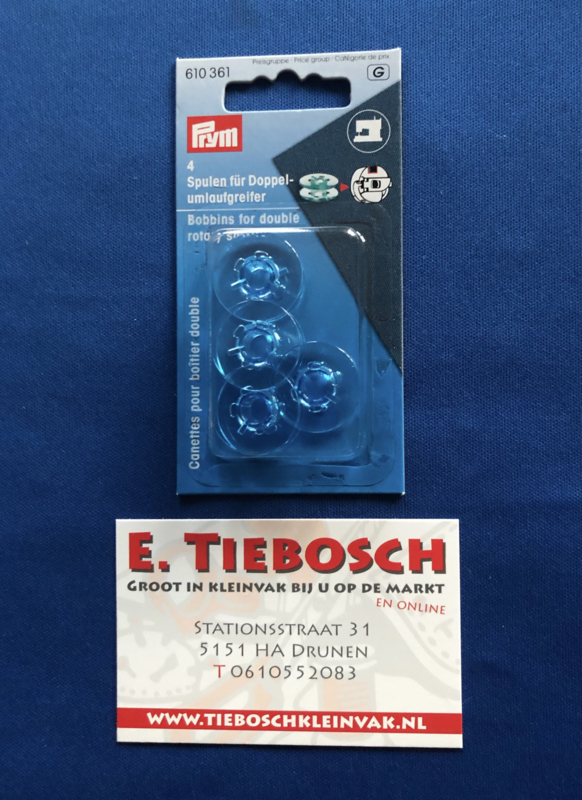 Preisgruppe · Price group · Catégorie de prix
610 361
G
Prym
4
Spulen für Doppel-
umlaufgreifer
Bobbins for double
Canettes pour boîtier double
E. TIEBOSCH
GROOT IN KLEINVAK BIJ U OP DE MARKT
EN ONLINE
STATIONSSTRAAT 31
5151 HA DRUNEN
T 0610552083
WWW.TIEBOSCHKLEINVAK.NL